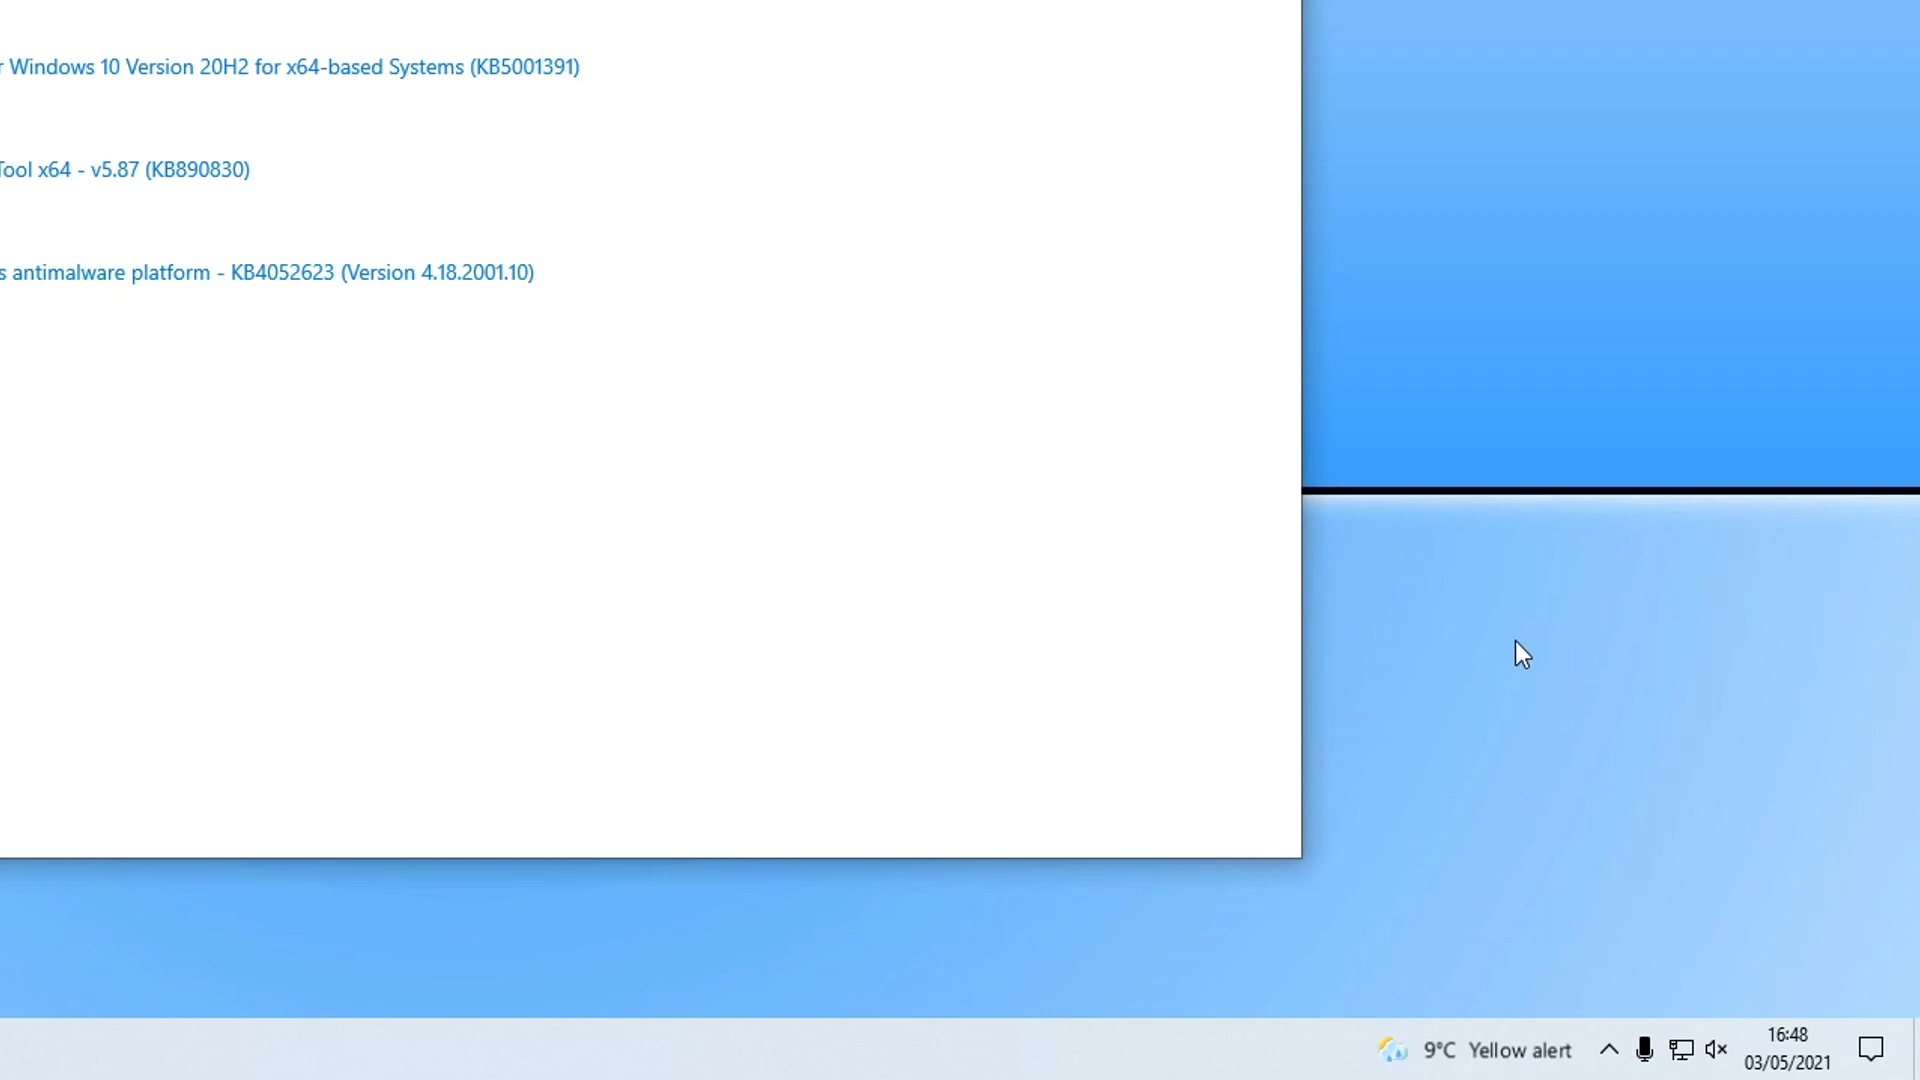 r Windows 10 Version 20H2 for x64-based Systems (KB5001391)
Tool x64 - v5.87 (KB890830)
s antimalware platform - KB4052623 (Version 4.18.2001.10)
9°C Yellow alert
16:48
03/05/2021